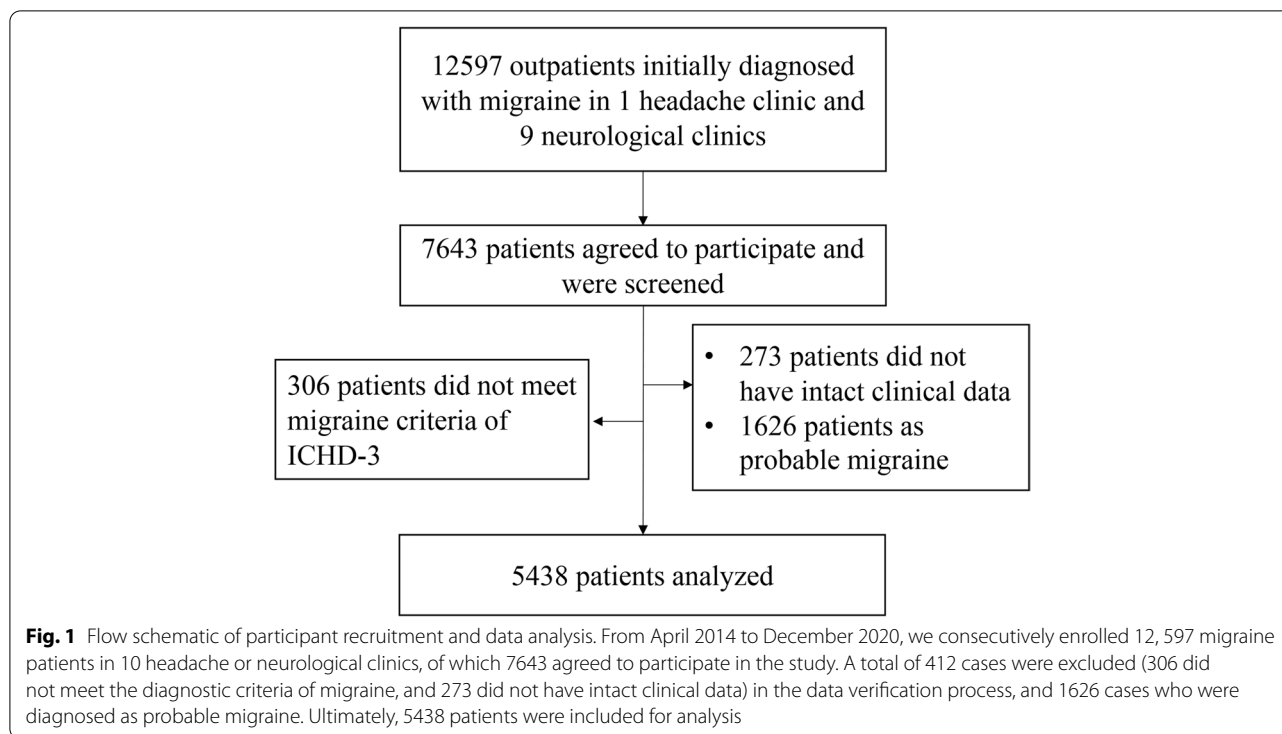 12597 outpatients initially diagnosed
with migraine in 1 headache clinic and
9 neurological clinics
7643 patients agreed to participate and
were screened
306 patients did not meet
migraine criteria of
ICHD-3
• 273 patients did not
have intact clinical data
• 1626 patients as
probable migraine
5438 patients analyzed
Fig. 1 Flow schematic of participant recruitment and data analysis. From April 2014 to December 2020, we consecutively enrolled 12, 597 migraine
patients in 10 headache or neurological clinics, of which 7643 agreed to participate in the study. A total of 412 cases were excluded (306 did
not meet the diagnostic criteria of migraine, and 273 did not have intact clinical data) in the data verification process, and 1626 cases who were
diagnosed as probable migraine. Ultimately, 5438 patients were included for analysis